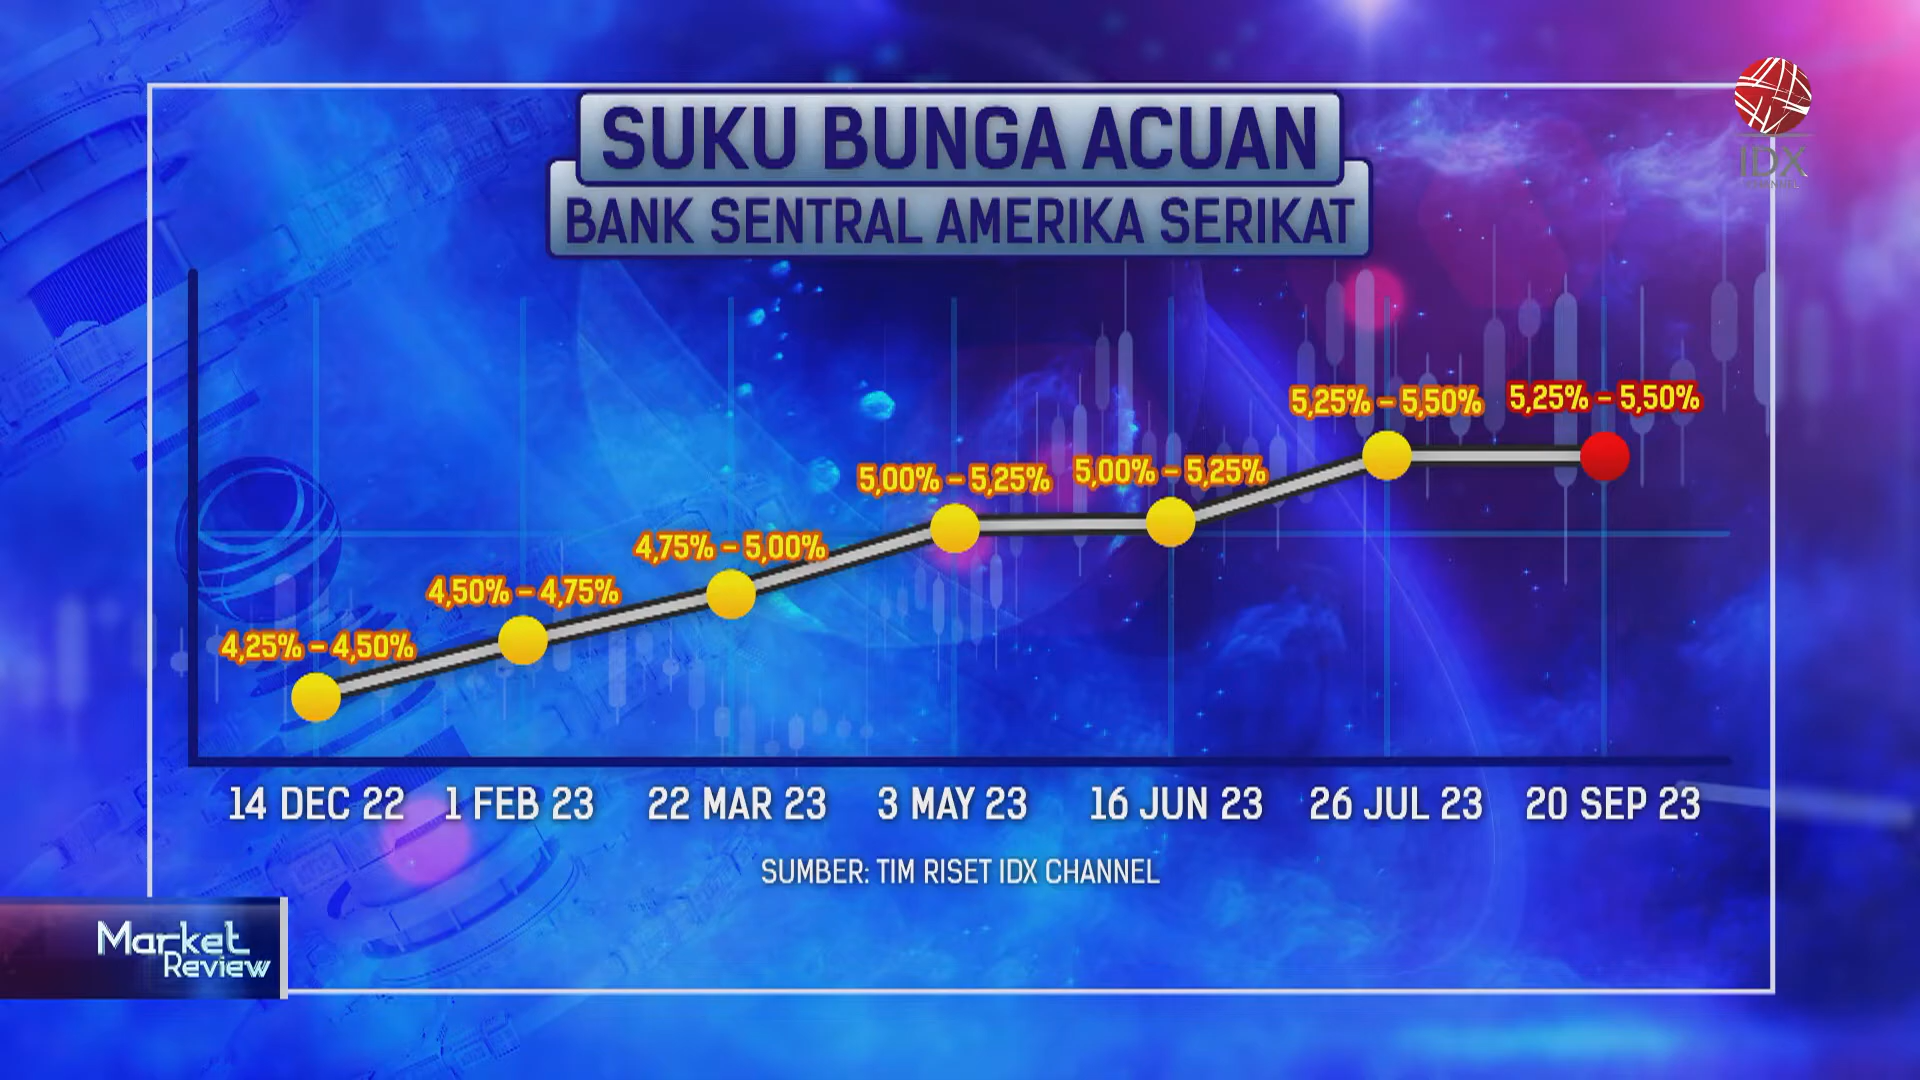 SUKU BUNGA ACUAN
BANK SENTRAL AMERIKA SERIKAT
IDX
CHANNEL
4,25% – 4,50%
4,50% – 4,75%
4,75% – 5,00%
5,00% – 5,25%
5,00% – 5,25%
5,25% – 5,50%
5,25% – 5,50%
14 DEC 22
1 FEB 23
22 MAR 23
3 MAY 23
16 JUN 23
26 JUL 23
20 SEP 23
SUMBER: TIM RISET IDX CHANNEL
Market
Review